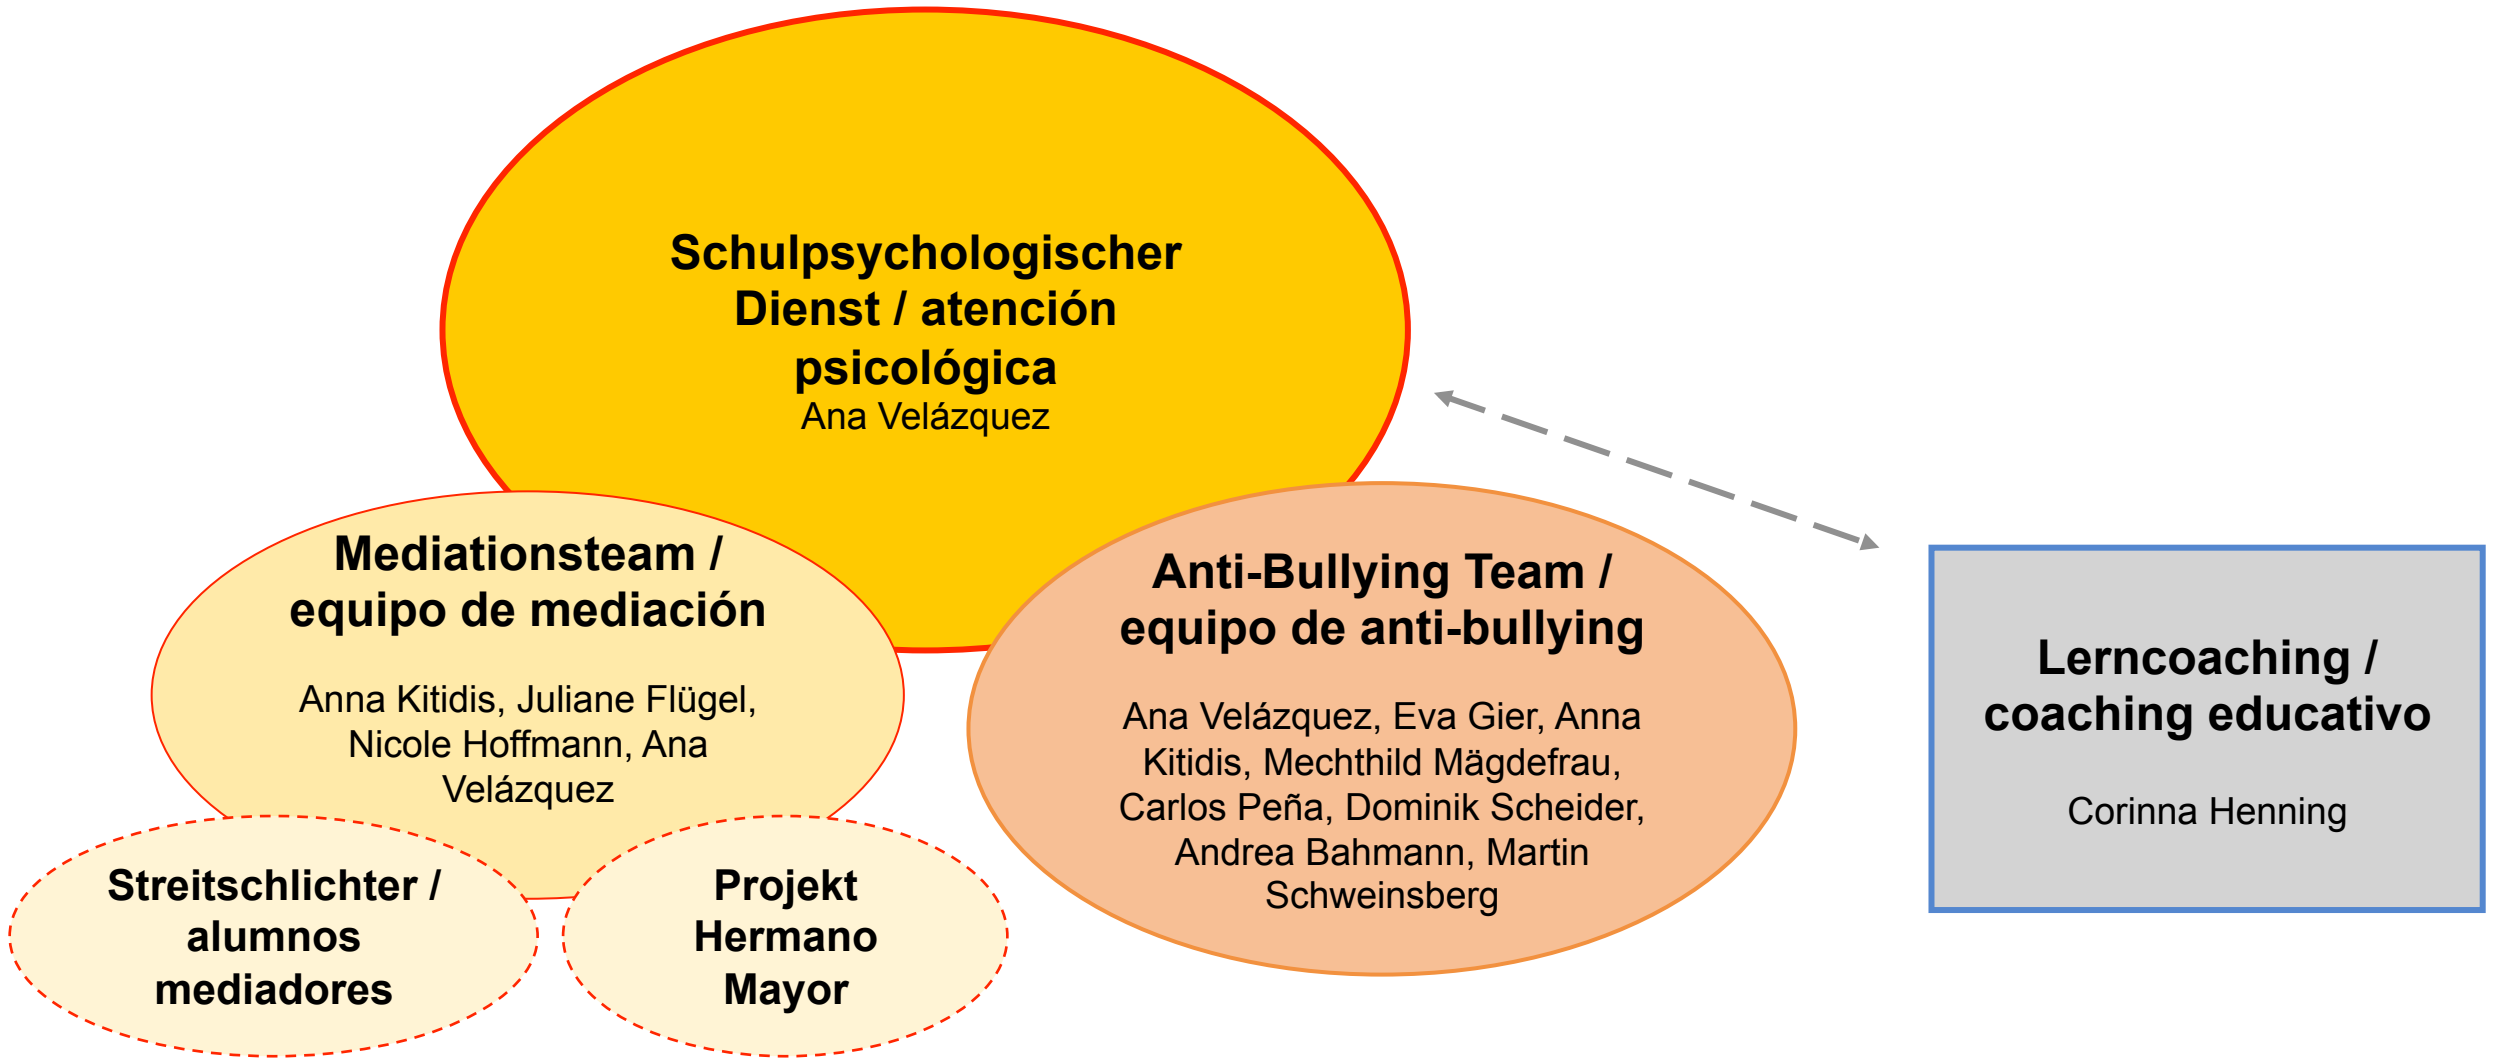 Schulpsychologischer
Dienst / atención
psicológica
Ana Velázquez
Mediationsteam /
equipo de mediación
Anna Kitidis, Juliane Flügel,
Nicole Hoffmann, Ana
Velázquez
Anti-Bullying Team /
equipo de anti-bullying
Ana Velázquez, Eva Gier, Anna
Kitidis, Mechthild Mägdefrau,
Carlos Peña, Dominik Scheider,
Andrea Bahmann, Martin
Schweinsberg
Lerncoaching /
coaching educativo
Corinna Henning
Streitschlichter /
alumnos
mediadores
Projekt
Hermano
Mayor